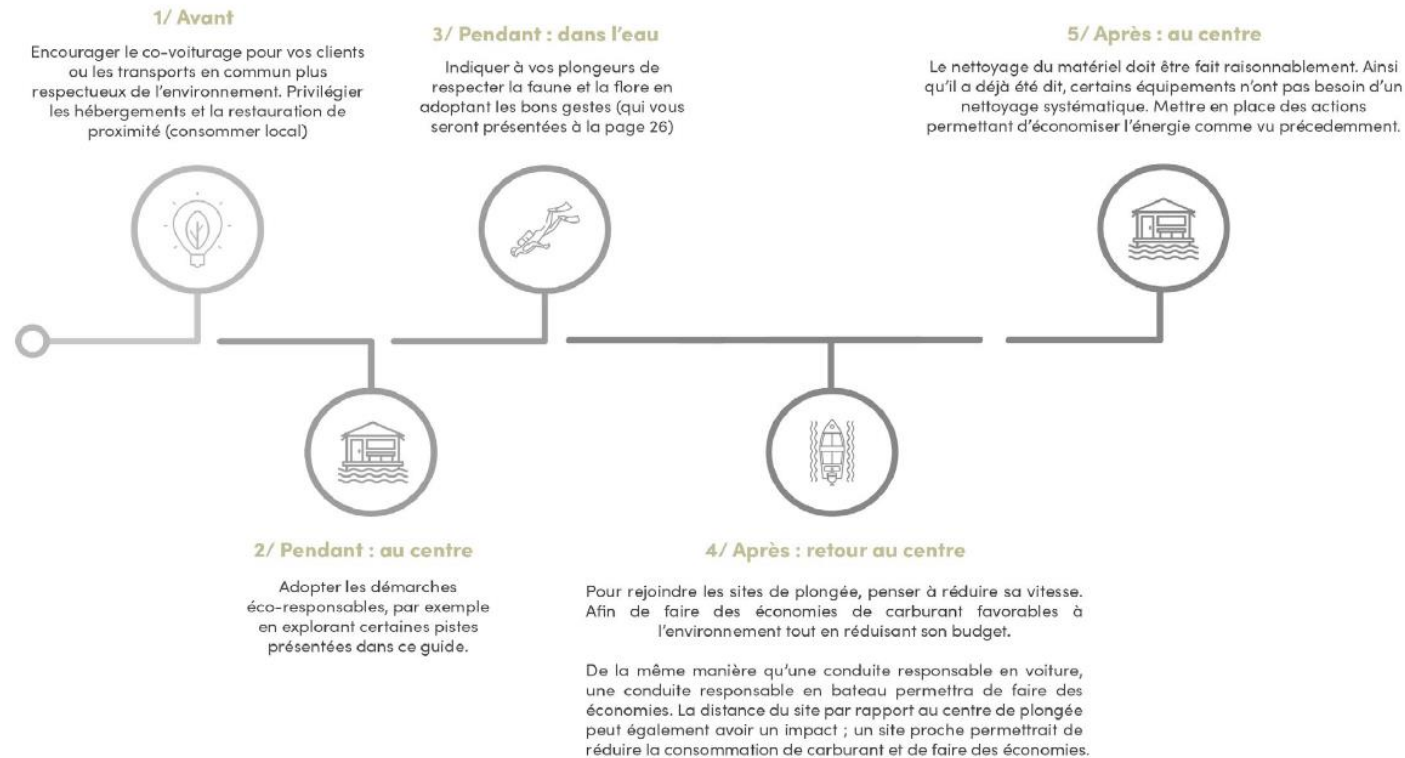 1/ Avant
Encourager le co-voiturage pour vos clients
ou les transports en commun plus
respectueux de l'environnement. Privilégier
les hébergements et la restauration de
proximité (consommer local)
2/ Pendant : au centre
Adopter les démarches
éco-responsables, par exemple
en explorant certaines pistes
présentées dans ce guide.
3/ Pendant : dans l'eau
Indiquer à vos plongeurs de
respecter la faune et la flore en
adoptant les bons gestes (qui vous
seront présentées à la page 26)
4/ Après : retour au centre
Pour rejoindre les sites de plongée, penser à réduire sa vitesse.
Afin de faire des économies de carburant favorables à
l'environnement tout en réduisant son budget.
De la même manière qu'une conduite responsable en voiture,
une conduite responsable en bateau permettra de faire des
économies. La distance du site par rapport au centre de plongée
peut également avoir un impact ; un site proche permettrait de
réduire la consommation de carburant et de faire des économies.
5/ Après : au centre
Le nettoyage du matériel doit être fait raisonnablement. Ainsi
qu'il a déjà été dit, certains équipements n'ont pas besoin d'un
nettoyage systématique. Mettre en place des actions
permettant d'économiser l'énergie comme vu précedemment.